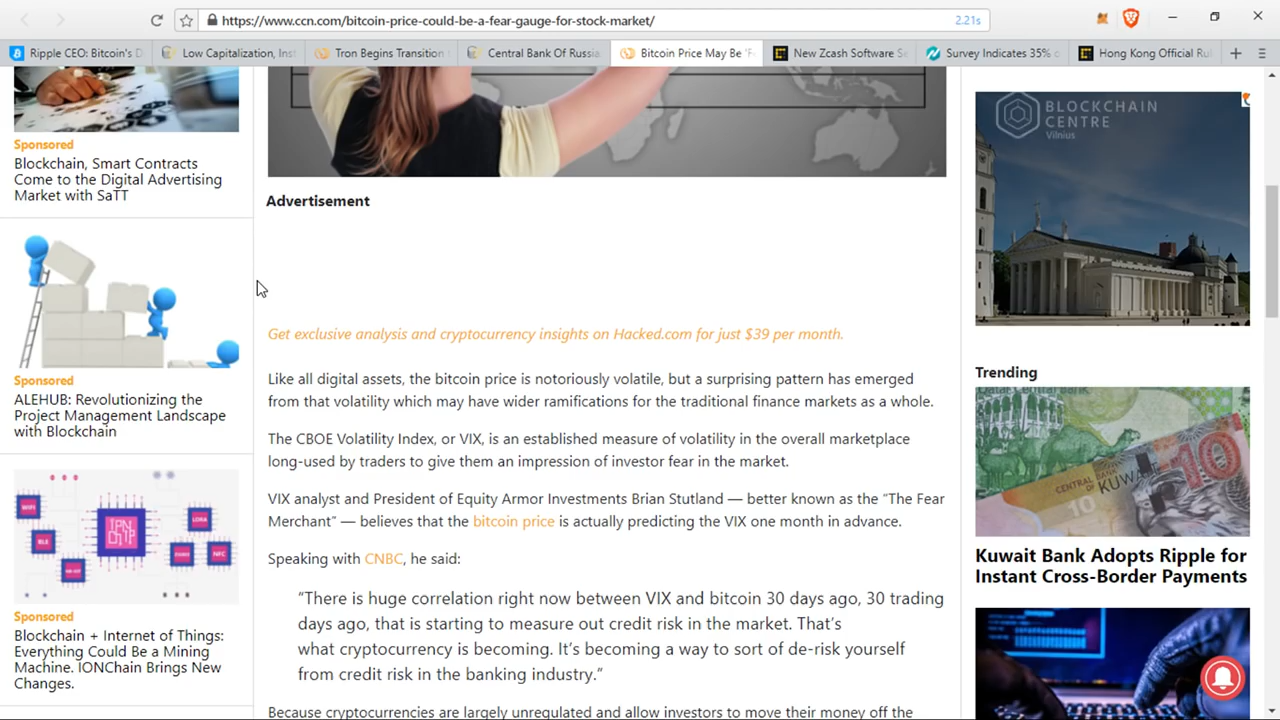 https://www.ccn.com/bitcoin-price-could-be-a-fear-gauge-for-stock-market/
2.21s
Ripple CEO: Bitcoin's D
Low Capitalization, Inst
Tron Begins Transition
Central Bank Of Russia
Bitcoin Price May Be 'F
New Zcash Software Se
Survey Indicates 35% o
Hong Kong Official Ru
Sponsored
Blockchain, Smart Contracts
Come to the Digital Advertising
Market with SaTT
Sponsored
ALEHUB: Revolutionizing the
Project Management Landscape
with Blockchain
WIFI
LORA
NFC
Sponsored
Blockchain + Internet of Things:
Everything Could Be a Mining
Machine. IONChain Brings New
Changes.
Advertisement
Get exclusive analysis and cryptocurrency insights on Hacked.com for just $39 per month.
Like all digital assets, the bitcoin price is notoriously volatile, but a surprising pattern has emerged
from that volatility which may have wider ramifications for the traditional finance markets as a whole.
The CBOE Volatility Index, or VIX, is an established measure of volatility in the overall marketplace
long-used by traders to give them an impression of investor fear in the market.
VIX analyst and President of Equity Armor Investments Brian Stutland — better known as the “The Fear
Merchant” — believes that the bitcoin price is actually predicting the VIX one month in advance.
Speaking with CNBC, he said:
“There is huge correlation right now between VIX and bitcoin 30 days ago, 30 trading
days ago, that is starting to measure out credit risk in the market. That’s
what cryptocurrency is becoming. It’s becoming a way to sort of de-risk yourself
from credit risk in the banking industry.”
Because cryptocurrencies are largely unregulated and allow investors to move their money off the
BLOCKCHAIN
CENTRE
Vilnius
Trending
Qatar Central Bank
CENTRAL BANK OF
KUWAIT
10
10
Kuwait Bank Adopts Ripple for
Instant Cross-Border Payments